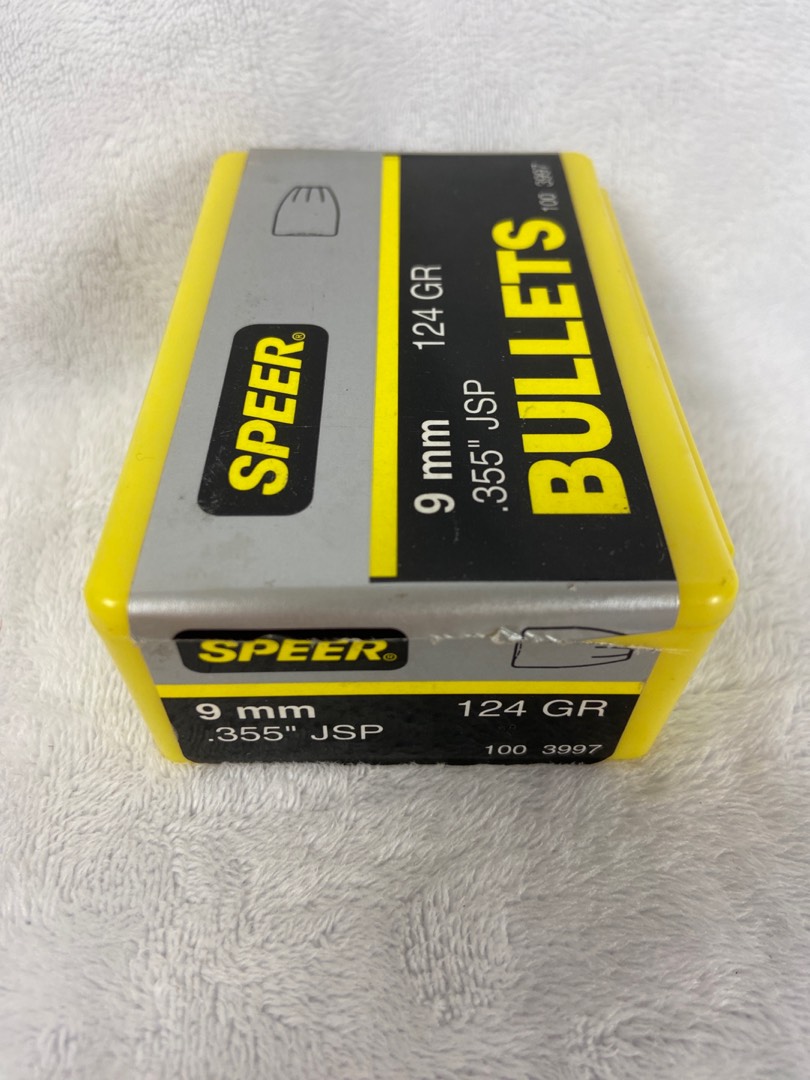 SPEER®
9 mm 124 GR
.355" JSP
BULLETS
100 3997
SPEER®
9 mm 124 GR
.355" JSP
100 3997